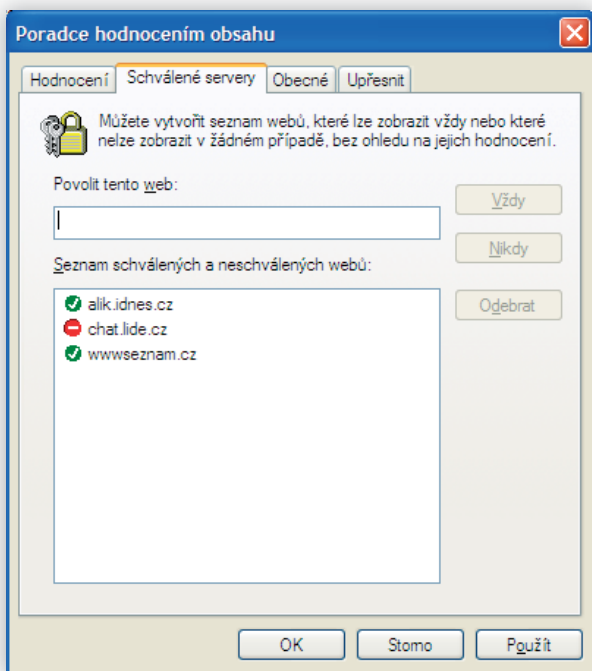 Poradce hodnocením obsahu
Hodnocení Schválené servery Obecné Upřesnit
Můžete vytvořit seznam webů, které lze zobrazit vždy nebo které
nelze zobrazit v žádném případě, bez ohledu na jejich hodnocení.
Povolit tento web:
Vždy
Nikdy
Seznam schválených a neschválených webů:
Odebrat
alik.idnes.cz
chat.lide.cz
wwwseznam.cz
OK Stomo Použít